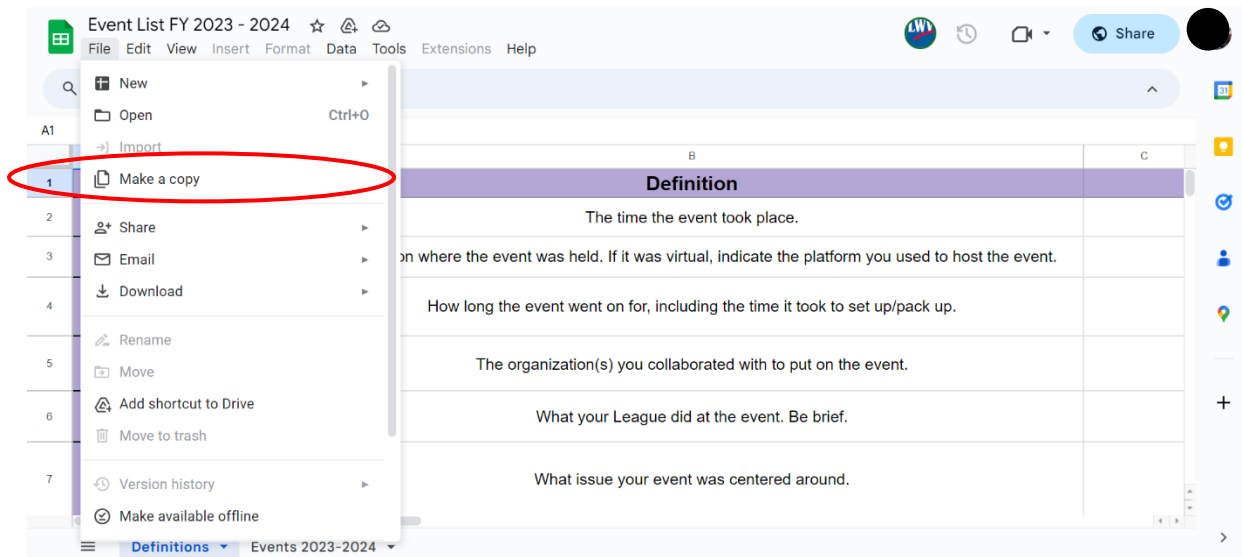 Event List FY 2023 - 2024
File Edit View Insert Format Data Tools Extensions Help
LWV
Share
31
New
Open Ctrl+O
Import
Make a copy
Share
Email
Download
Rename
Move
Add shortcut to Drive
Move to trash
Version history
Make available offline
A1
B C
1 Definition
2 The time the event took place.
3 on where the event was held. If it was virtual, indicate the platform you used to host the event.
4 How long the event went on for, including the time it took to set up/pack up.
5 The organization(s) you collaborated with to put on the event.
6 What your League did at the event. Be brief.
7 What issue your event was centered around.
Definitions Events 2023-2024